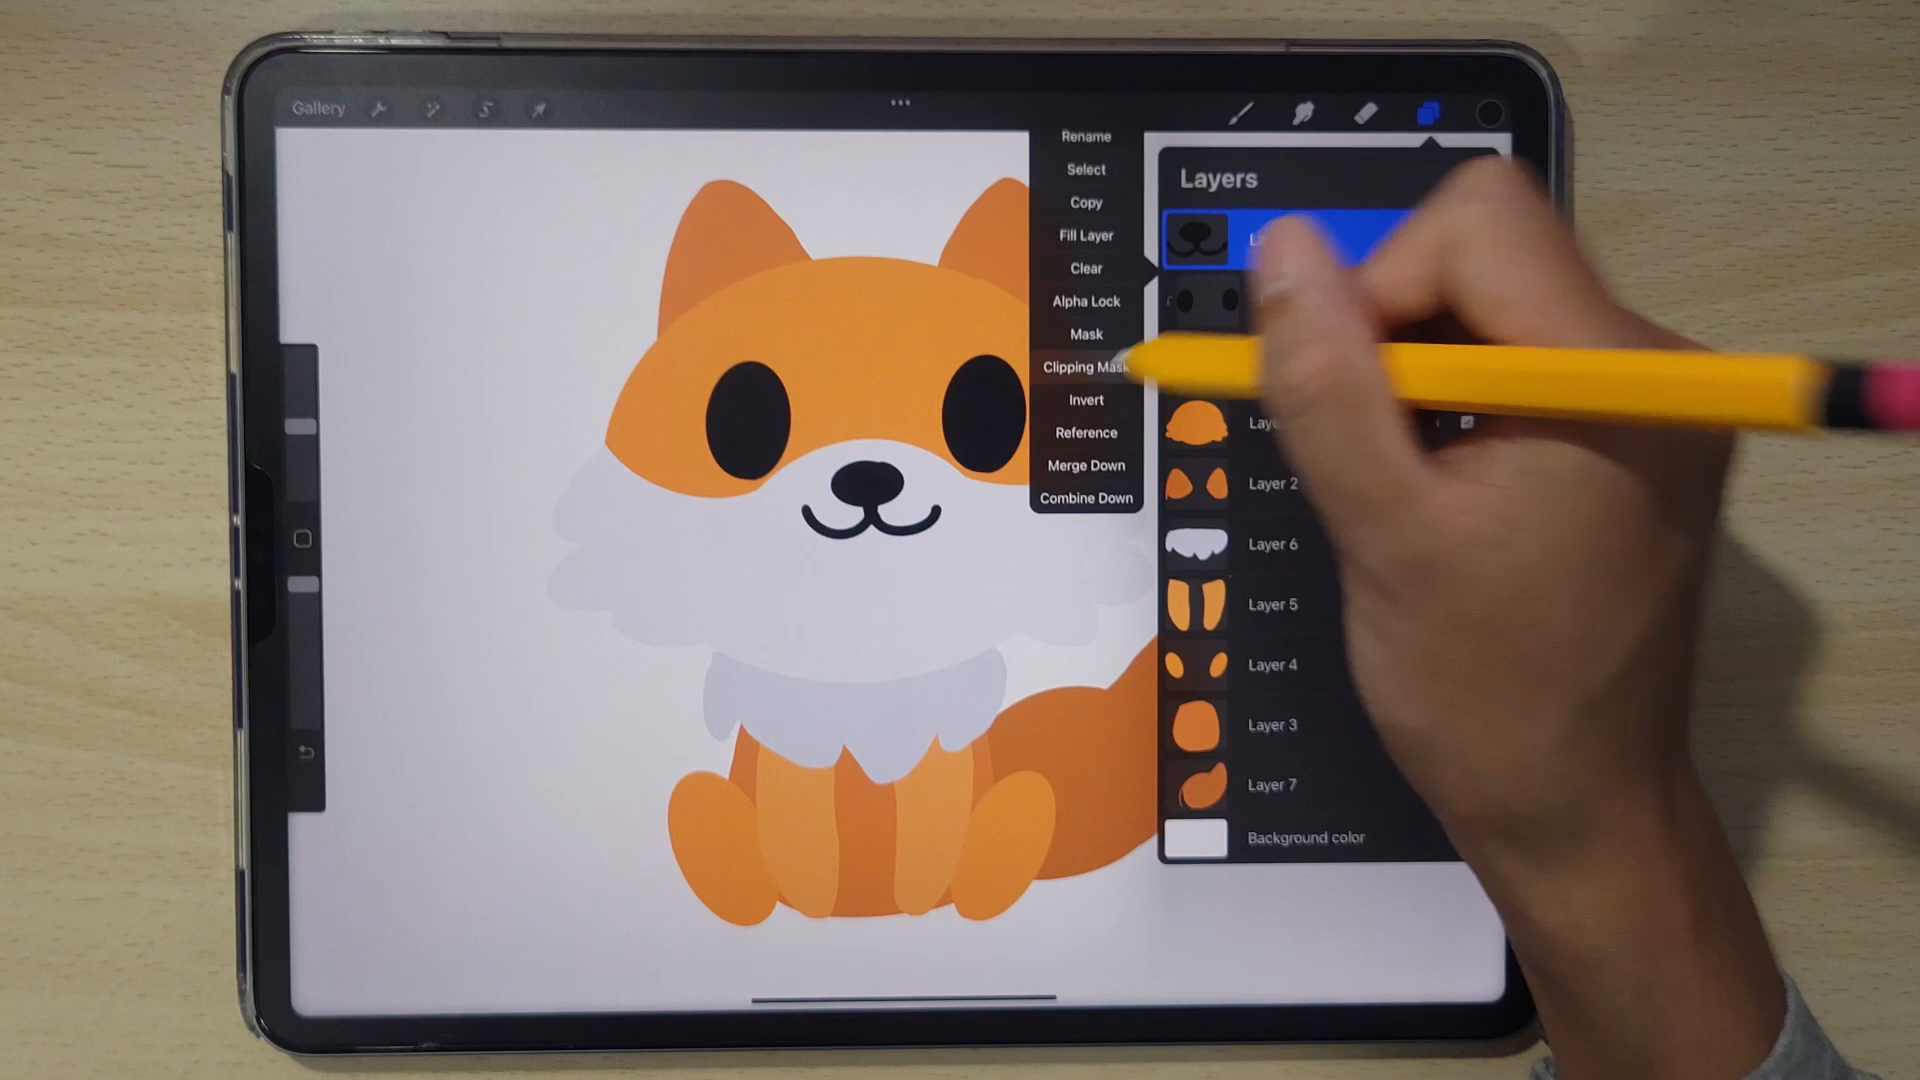 Gallery
Rename
Select
Copy
Fill Layer
Clear
Alpha Lock
Mask
Clipping Mask
Invert
Reference
Merge Down
Combine Down
Layers
Layer 2
Layer 6
Layer 5
Layer 4
Layer 3
Layer 7
Background color